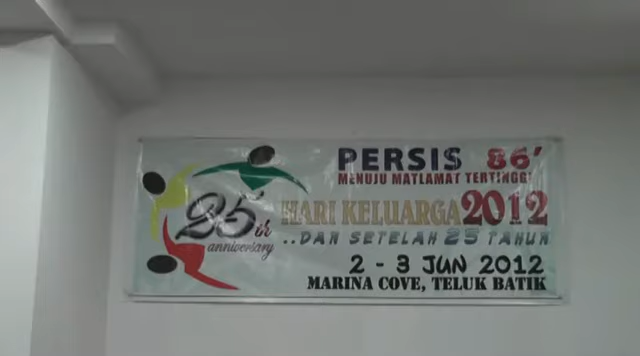 PERSIS 86'
MENUJU MATLAMAT TERTINGGI
25th
anniversary
HARI KELUARGA 2012
..DAN SETELAH 25 TAHUN
2 - 3 JUN 2012
MARINA COVE, TELUK BATIK